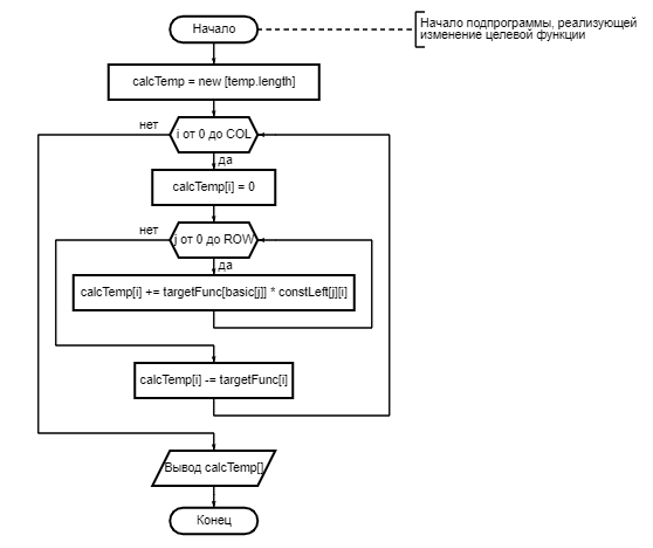 Начало
Начало подпрограммы, реализующей
изменение целевой функции
calcTemp = new [temp.length]
нет
i от 0 до COL
да
calcTemp[i] = 0
нет
j от 0 до ROW
да
calcTemp[i] += targetFunc[basic[j]] * constLeft[j][i]
calcTemp[i] -= targetFunc[i]
Вывод calcTemp[]
Конец